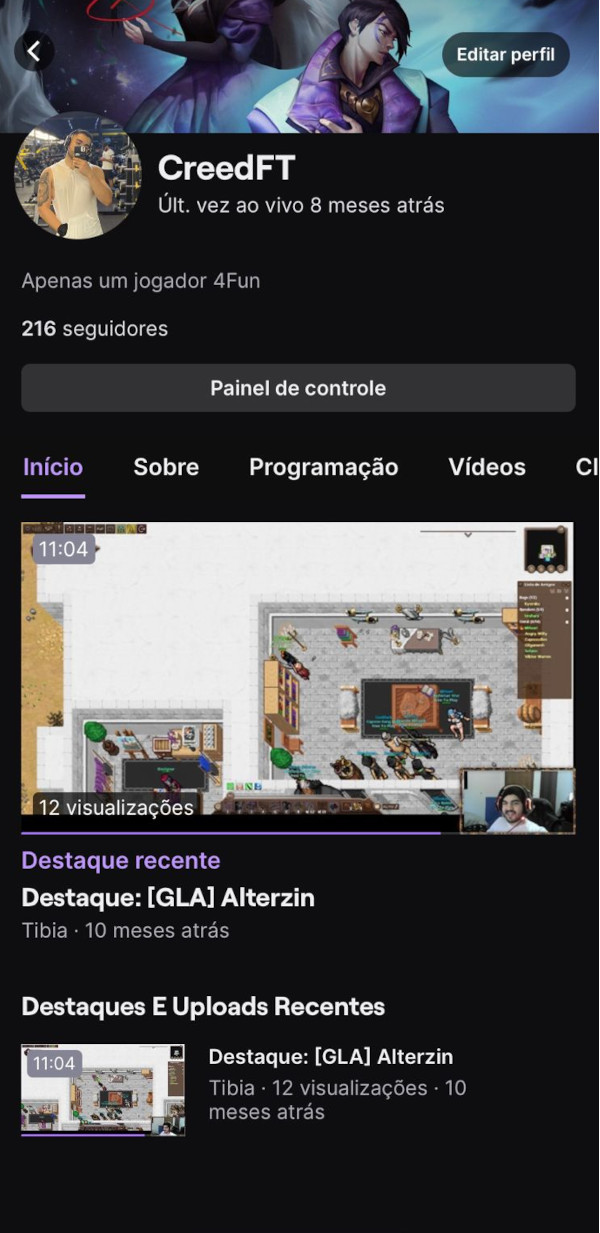 Editar perfil
CreedFT
Últ. vez ao vivo 8 meses atrás
Apenas um jogador 4Fun
216 seguidores
Painel de controle
Início Sobre Programação Vídeos Cl
11:04
12 visualizações
Destaque recente
Destaque: [GLA] Alterzin
Tibia · 10 meses atrás
Destaques E Uploads Recentes
11:04
Destaque: [GLA] Alterzin
Tibia · 12 visualizações · 10
meses atrás